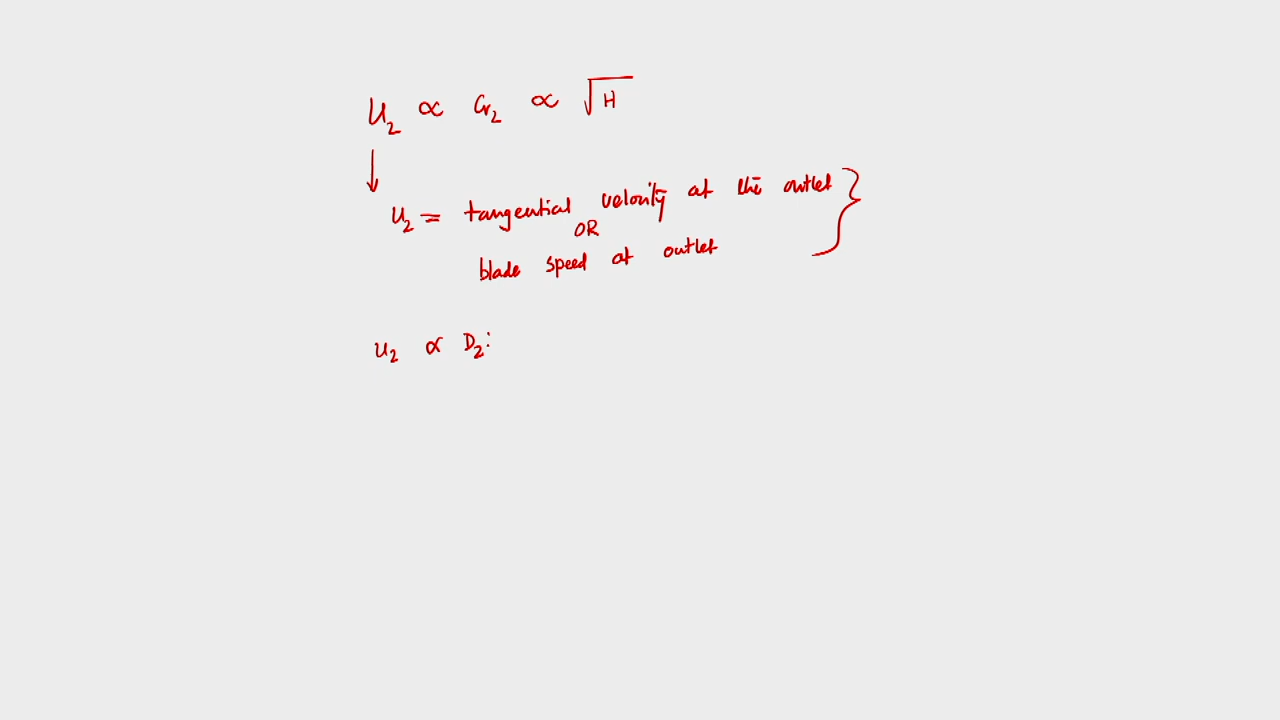 U₂ ∝ Cr₂ ∝ √H
↓
U₂ = tangential velocity at the outlet }
OR
blade speed at outlet
u₂ ∝ D₂: